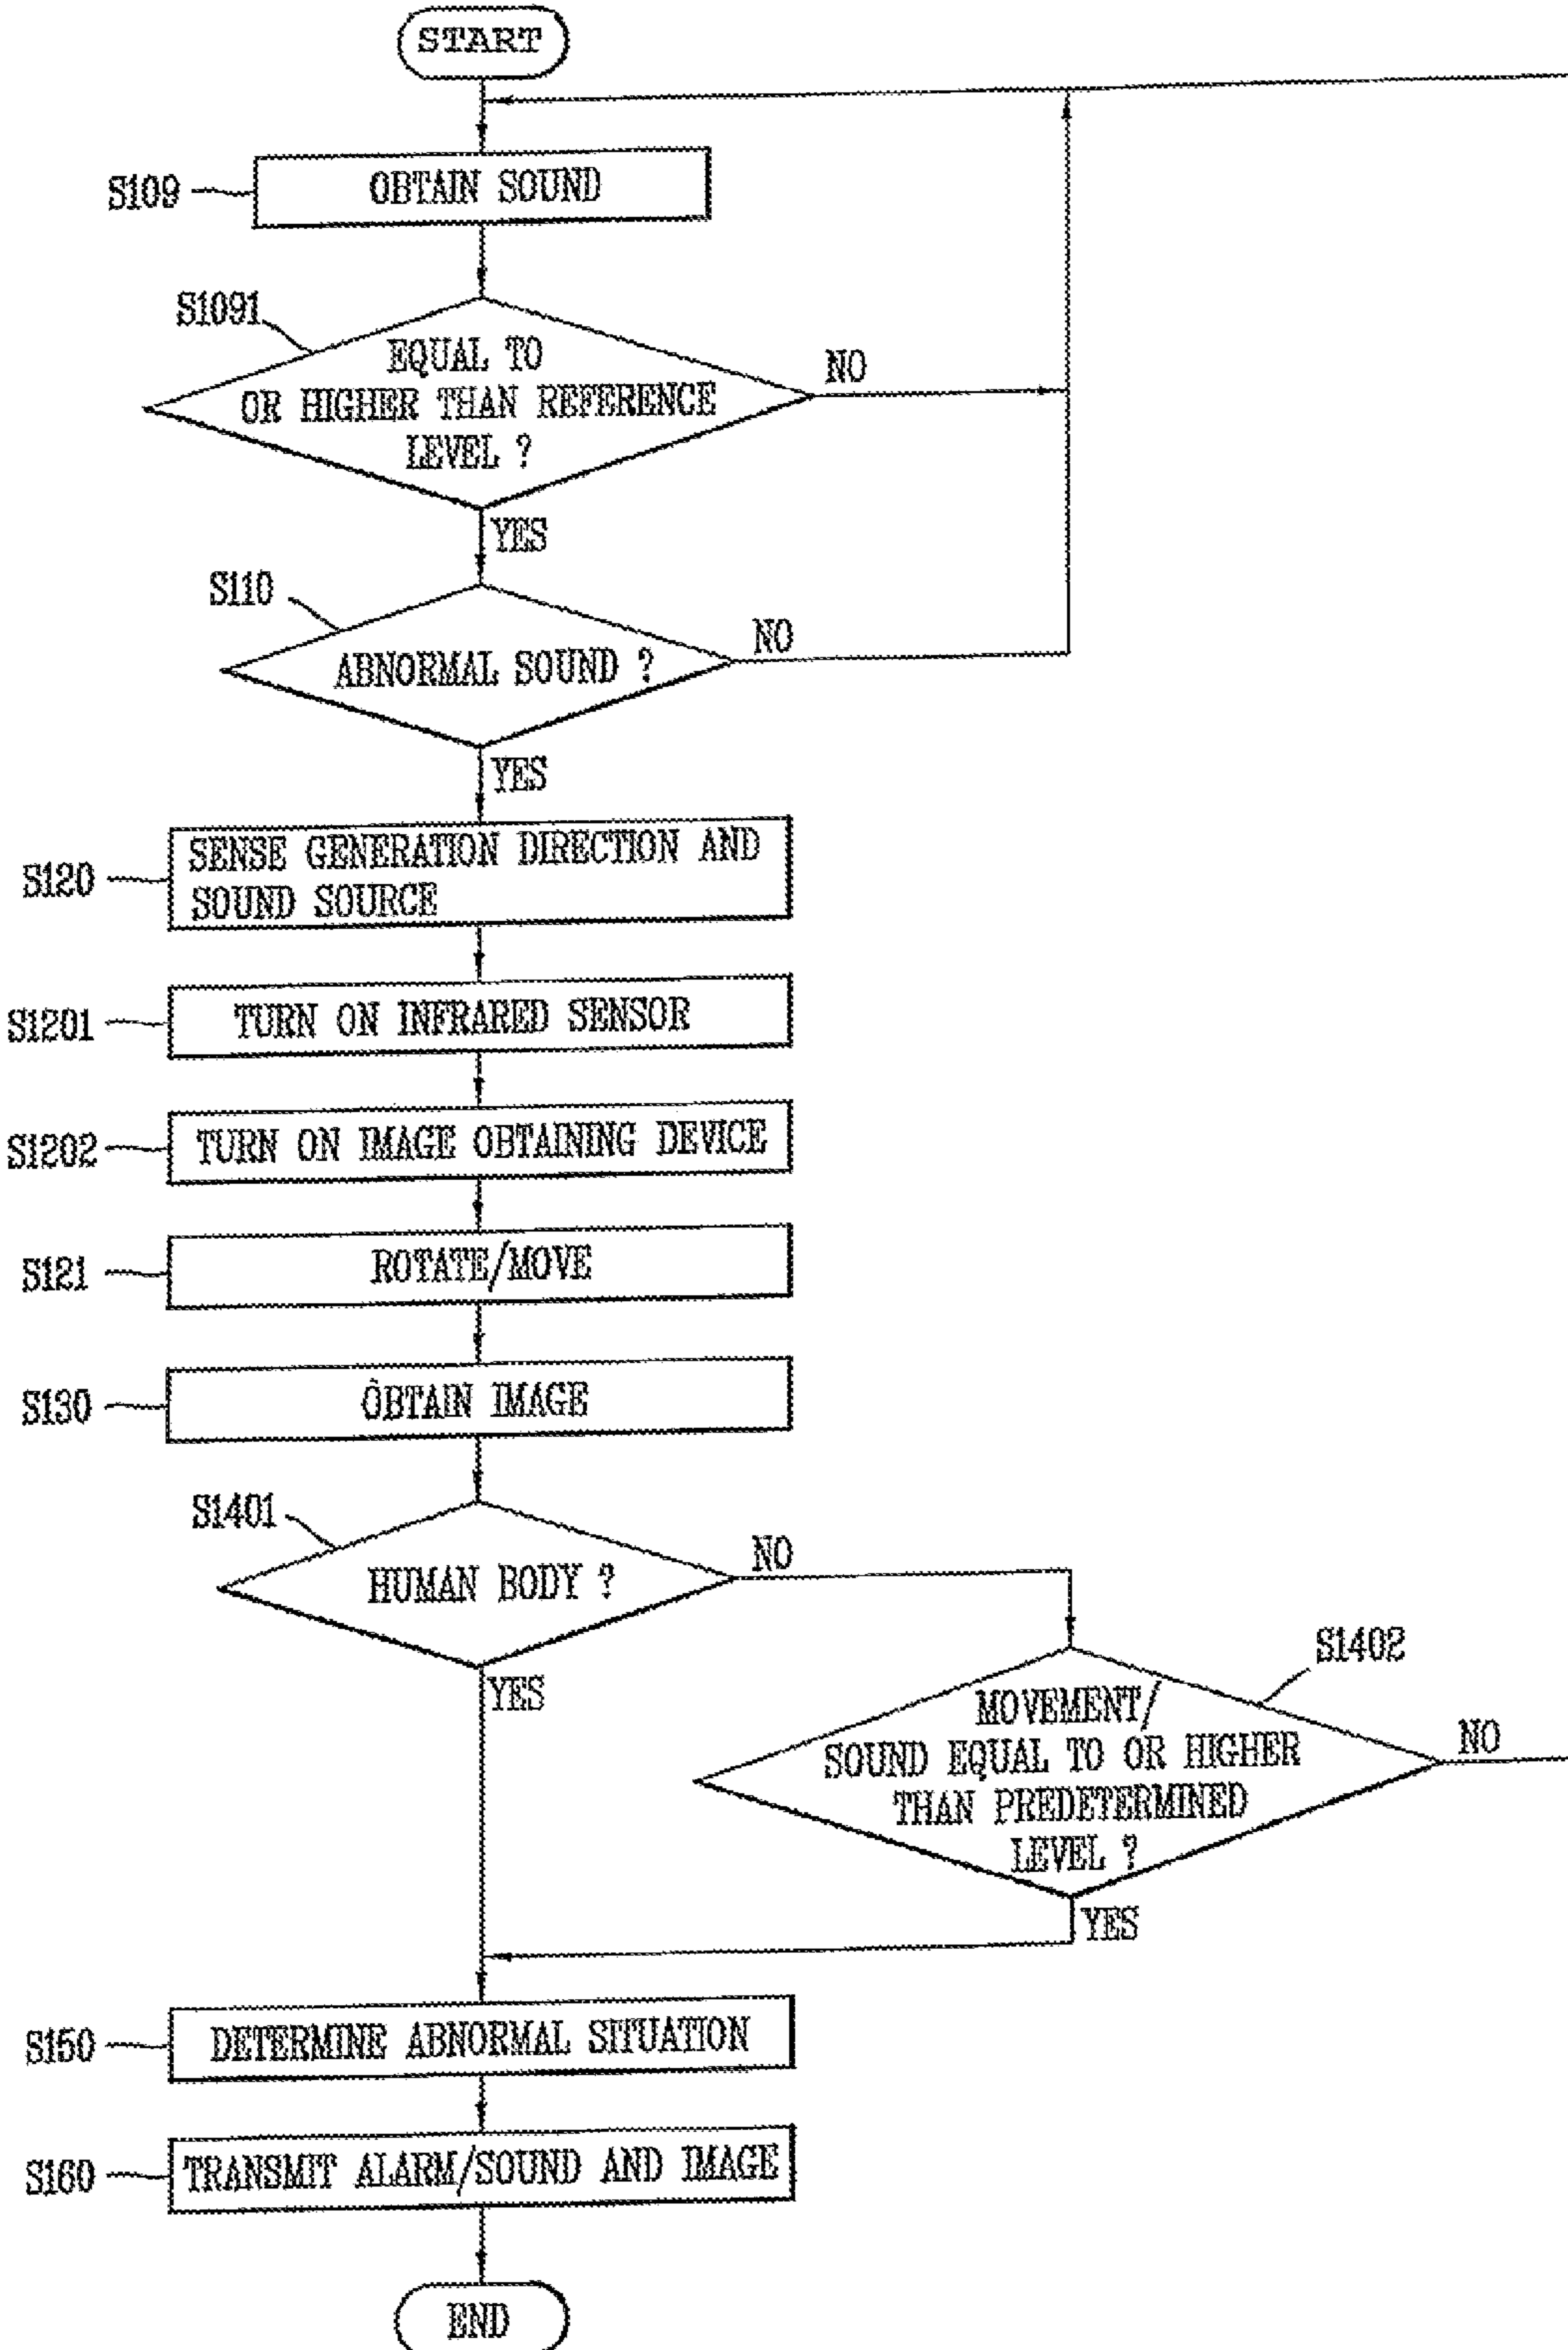 START
S109
OBTAIN SOUND
S1091
EQUAL TO
OR HIGHER THAN REFERENCE
LEVEL ?
NO
YES
S110
ABNORMAL SOUND ?
NO
YES
S120
SENSE GENERATION DIRECTION AND
SOUND SOURCE
S1201
TURN ON INFRARED SENSOR
S1202
TURN ON IMAGE OBTAINING DEVICE
S121
ROTATE/MOVE
S130
OBTAIN IMAGE
S1401
HUMAN BODY ?
NO
YES
S1402
MOVEMENT/
SOUND EQUAL TO OR HIGHER
THAN PREDETERMINED
LEVEL ?
NO
YES
S150
DETERMINE ABNORMAL SITUATION
S160
TRANSMIT ALARM/SOUND AND IMAGE
END